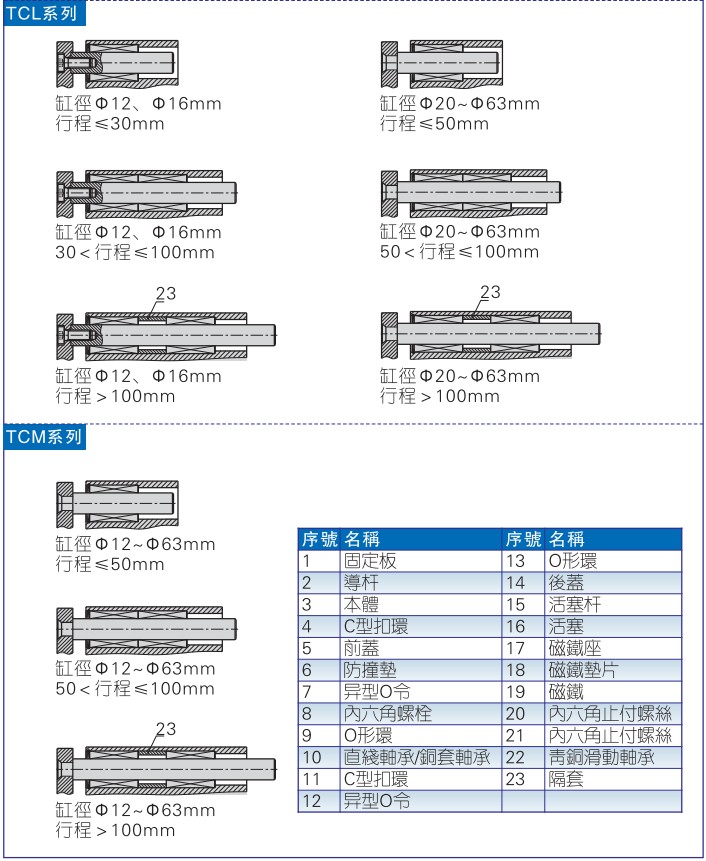 TCL系列
缸徑Φ12、Φ16mm
行程≤30mm
缸徑Φ20~Φ63mm
行程≤50mm
缸徑Φ12、Φ16mm
30<行程≤100mm
缸徑Φ20~Φ63mm
50<行程≤100mm
23
缸徑Φ12、Φ16mm
行程>100mm
23
缸徑Φ20~Φ63mm
行程>100mm
TCM系列
缸徑Φ12~Φ63mm
行程≤50mm
缸徑Φ12~Φ63mm
50<行程≤100mm
23
缸徑Φ12~Φ63mm
行程>100mm
序號 名稱 序號 名稱
1 固定板 13 O形環
2 導杆 14 後蓋
3 本體 15 活塞杆
4 C型扣環 16 活塞
5 前蓋 17 磁鐵座
6 防撞墊 18 磁鐵墊片
7 异型O令 19 磁鐵
8 內六角螺栓 20 內六角止付螺絲
9 O形環 21 內六角止付螺絲
10 直綫軸承/銅套軸承 22 青銅滑動軸承
11 C型扣環 23 隔套
12 异型O令